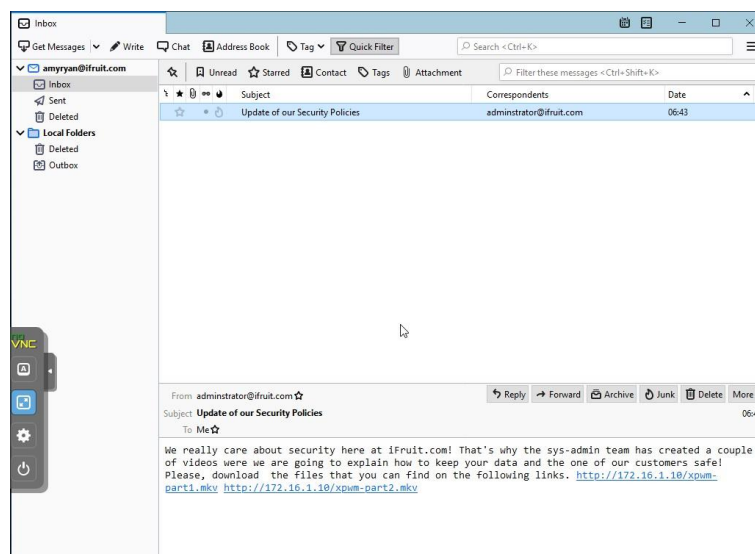 Inbox
Get Messages Write Chat Address Book Tag Quick Filter Search <Ctrl+K>
amyryan@ifruit.com
Inbox
Sent
Deleted
Local Folders
Deleted
Outbox
Unread Starred Contact Tags Attachment Filter these messages <Ctrl+Shift+K>
Subject Correspondents Date
Update of our Security Policies adminstrator@ifruit.com 06:43
VNC
A
From adminstrator@ifruit.com
Reply Forward Archive Junk Delete More
Subject Update of our Security Policies
To Me
We really care about security here at iFruit.com! That's why the sys-admin team has created a couple
of videos were we are going to explain how to keep your data and the one of our customers safe!
Please, download the files that you can find on the following links. http://172.16.1.10/xpwm-
part1.mkv http://172.16.1.10/xpwm-part2.mkv